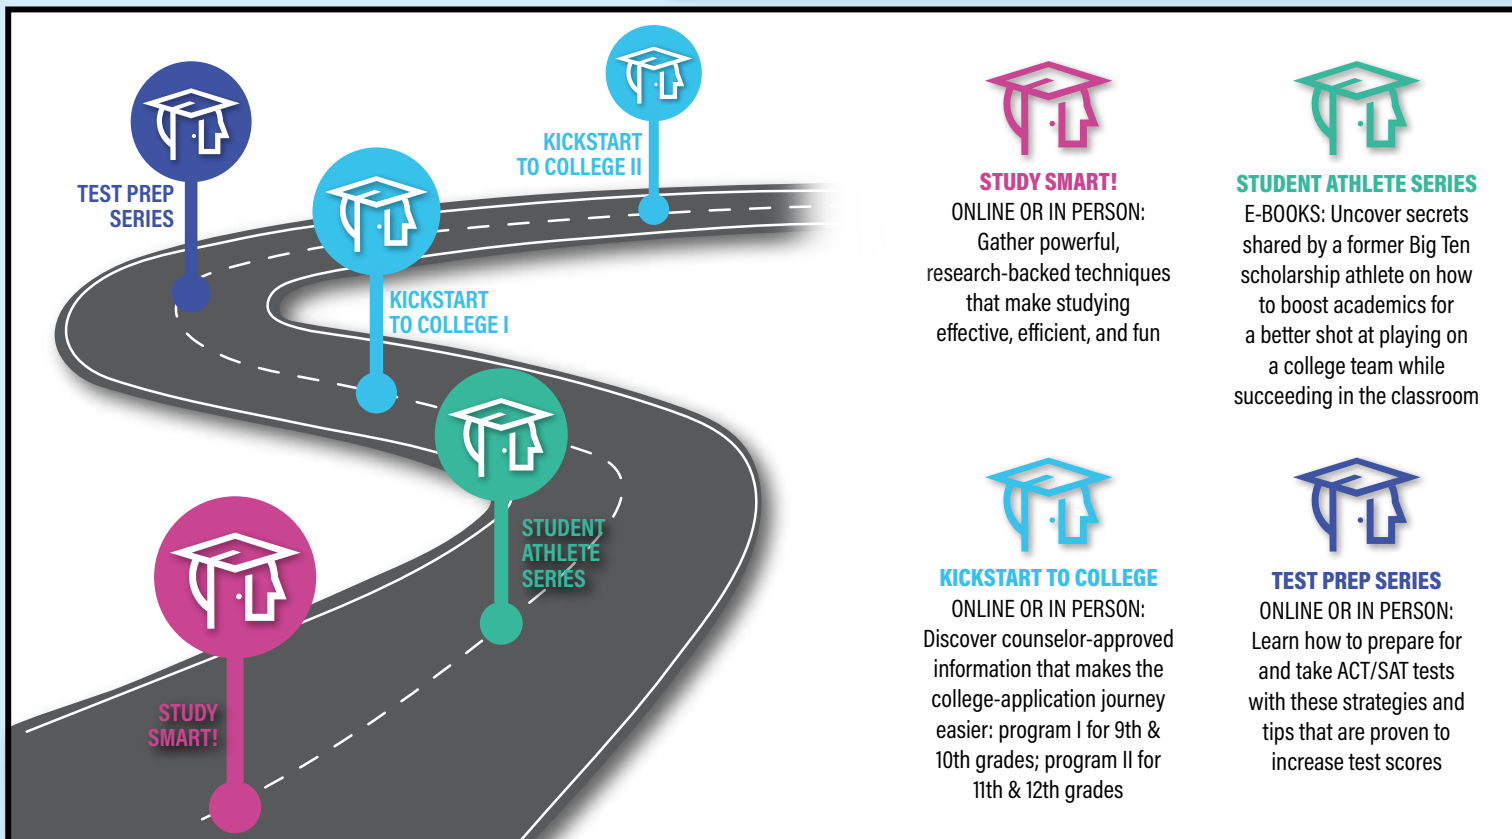 TEST PREP
SERIES
KICKSTART
TO COLLEGE II
KICKSTART
TO COLLEGE I
STUDENT
ATHLETE
SERIES
STUDY
SMART!
STUDY SMART!
ONLINE OR IN PERSON:
Gather powerful,
research-backed techniques
that make studying
effective, efficient, and fun
STUDENT ATHLETE SERIES
E-BOOKS: Uncover secrets
shared by a former Big Ten
scholarship athlete on how
to boost academics for
a better shot at playing on
a college team while
succeeding in the classroom
KICKSTART TO COLLEGE
ONLINE OR IN PERSON:
Discover counselor-approved
information that makes the
college-application journey
easier: program I for 9th &
10th grades; program II for
11th & 12th grades
TEST PREP SERIES
ONLINE OR IN PERSON:
Learn how to prepare for
and take ACT/SAT tests
with these strategies and
tips that are proven to
increase test scores